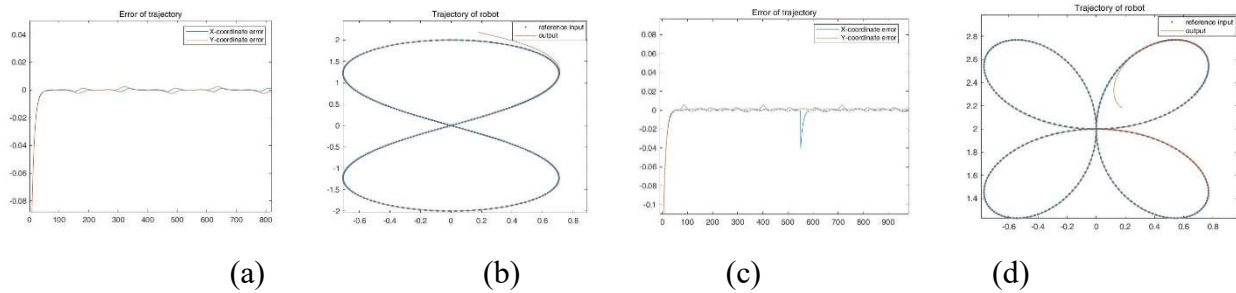 Error of trajectory
X-coordinate error
Y-coordinate error
0.04
0.02
0
-0.02
-0.04
-0.06
-0.08
0 100 200 300 400 500 600 700 800
(a)
Trajectory of robot
reference input
output
2
1.5
1
0.5
0
-0.5
-1
-1.5
-2
-0.6 -0.4 -0.2 0 0.2 0.4 0.6 0.8
(b)
Error of trajectory
X-coordinate error
Y-coordinate error
0.08
0.06
0.04
0.02
0
-0.02
-0.04
-0.06
-0.08
-0.1
0 100 200 300 400 500 600 700 800 900
(c)
Trajectory of robot
reference input
output
2.8
2.6
2.4
2.2
2
1.8
1.6
1.4
-0.6 -0.4 -0.2 0 0.2 0.4 0.6 0.8
(d)